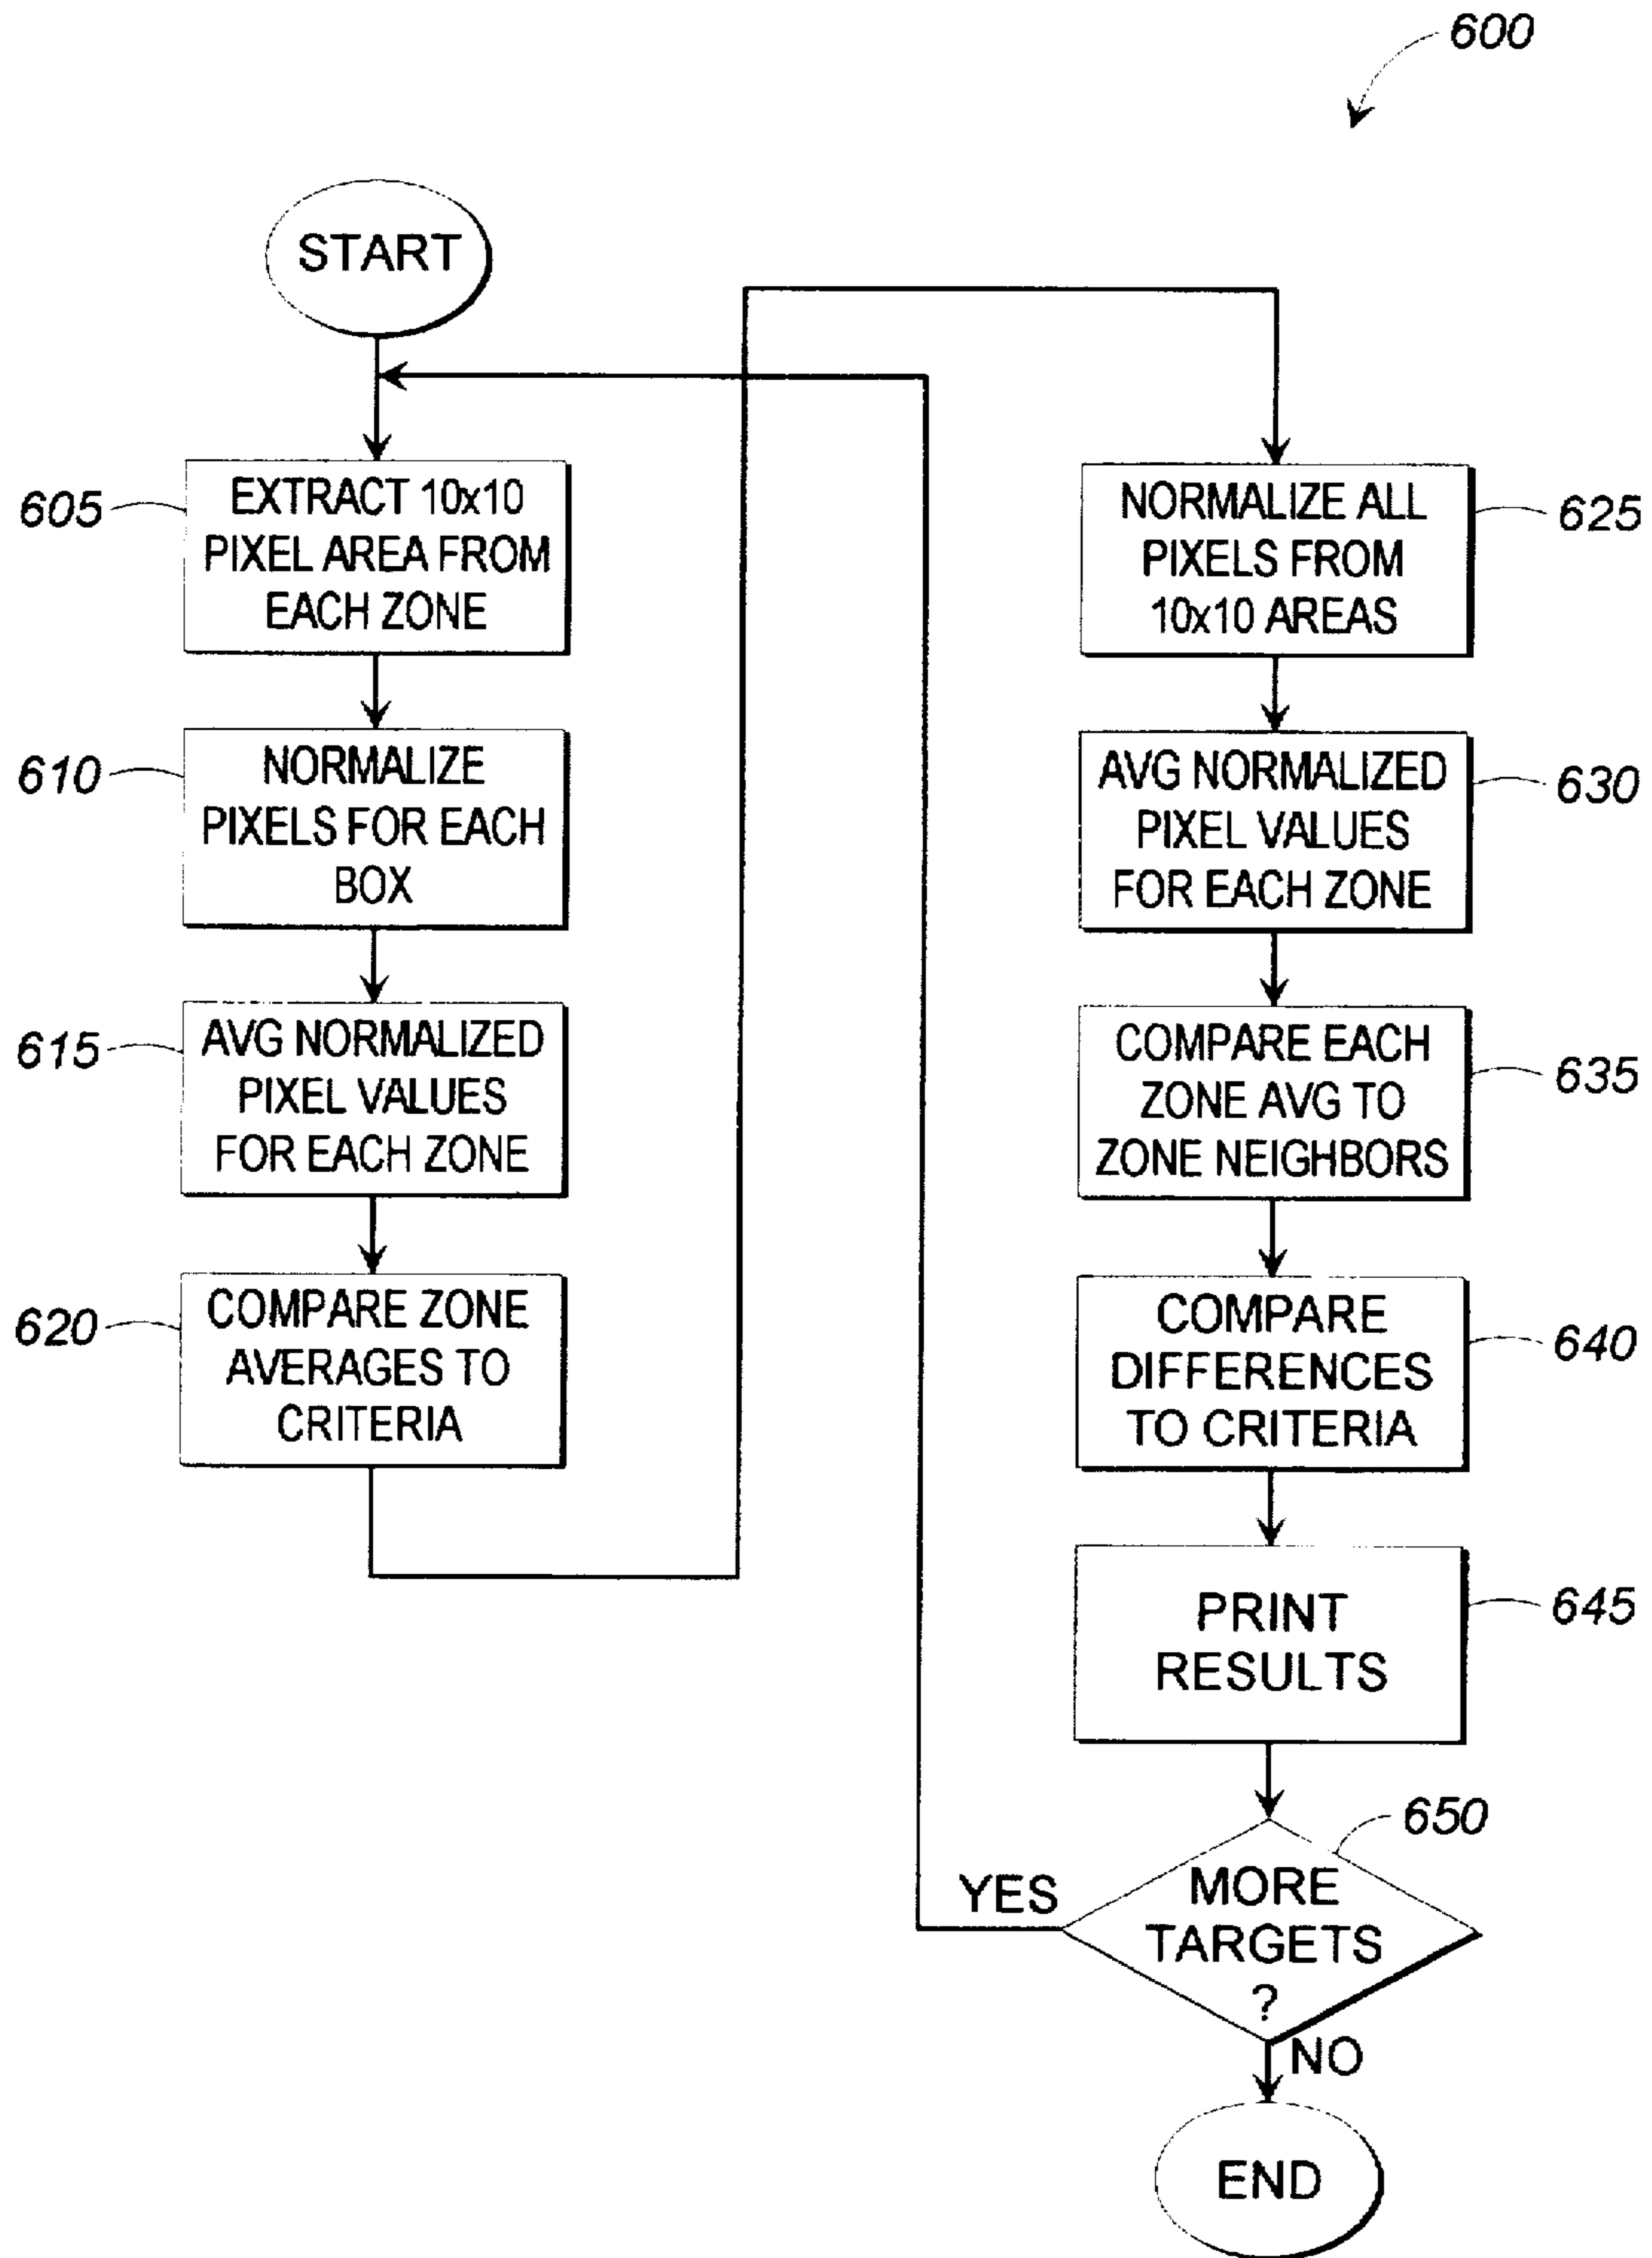 600
START
605
EXTRACT 10x10
PIXEL AREA FROM
EACH ZONE
610
NORMALIZE
PIXELS FOR EACH
BOX
615
AVG NORMALIZED
PIXEL VALUES
FOR EACH ZONE
620
COMPARE ZONE
AVERAGES TO
CRITERIA
NORMALIZE ALL
PIXELS FROM
10x10 AREAS
625
AVG NORMALIZED
PIXEL VALUES
FOR EACH ZONE
630
COMPARE EACH
ZONE AVG TO
ZONE NEIGHBORS
635
COMPARE
DIFFERENCES
TO CRITERIA
640
PRINT
RESULTS
645
650
YES
MORE
TARGETS
?
NO
END